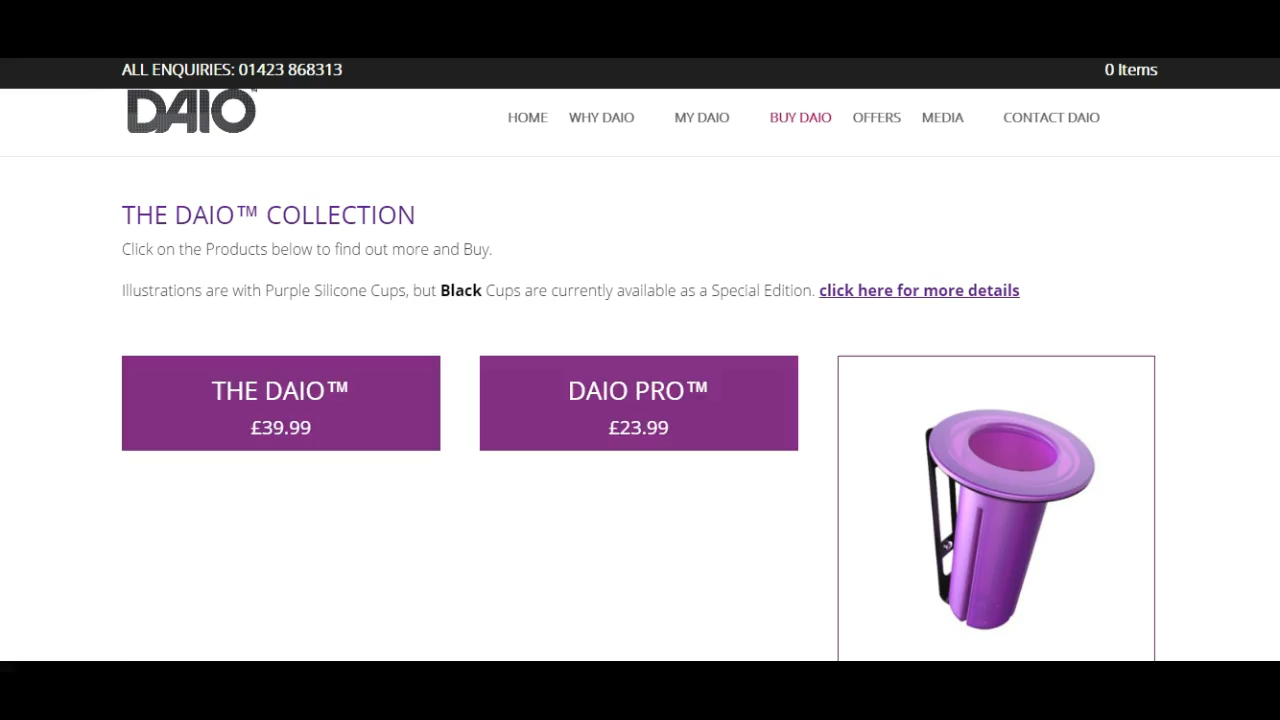 ALL ENQUIRIES: 01423 868313
0 Items
DAIO™
HOME WHY DAIO MY DAIO BUY DAIO OFFERS MEDIA CONTACT DAIO
THE DAIO™ COLLECTION
Click on the Products below to find out more and Buy.
Illustrations are with Purple Silicone Cups, but Black Cups are currently available as a Special Edition. click here for more details
THE DAIO™
£39.99
DAIO PRO™
£23.99